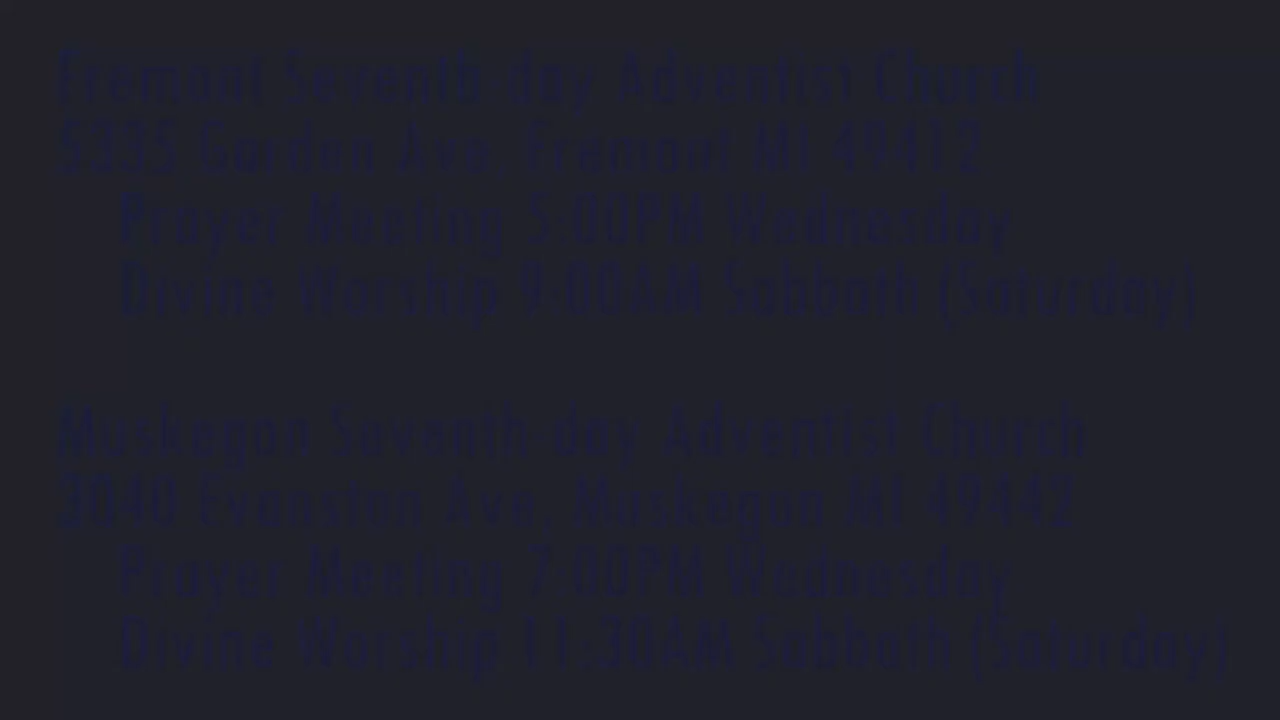 Fremont Seventh-day Adventist Church
5335 Garden Ave. Fremont MI 49412
Prayer Meeting 5:00PM Wednesday
Divine Worship 9:00AM Sabbath (Saturday)
Muskegon Seventh-day Adventist Church
Evanston Ave. Muskegon MI 49442
Prayer Meeting 7:00PM Wednesday
Divine Worship 11:30AM Sabbath (Saturday)